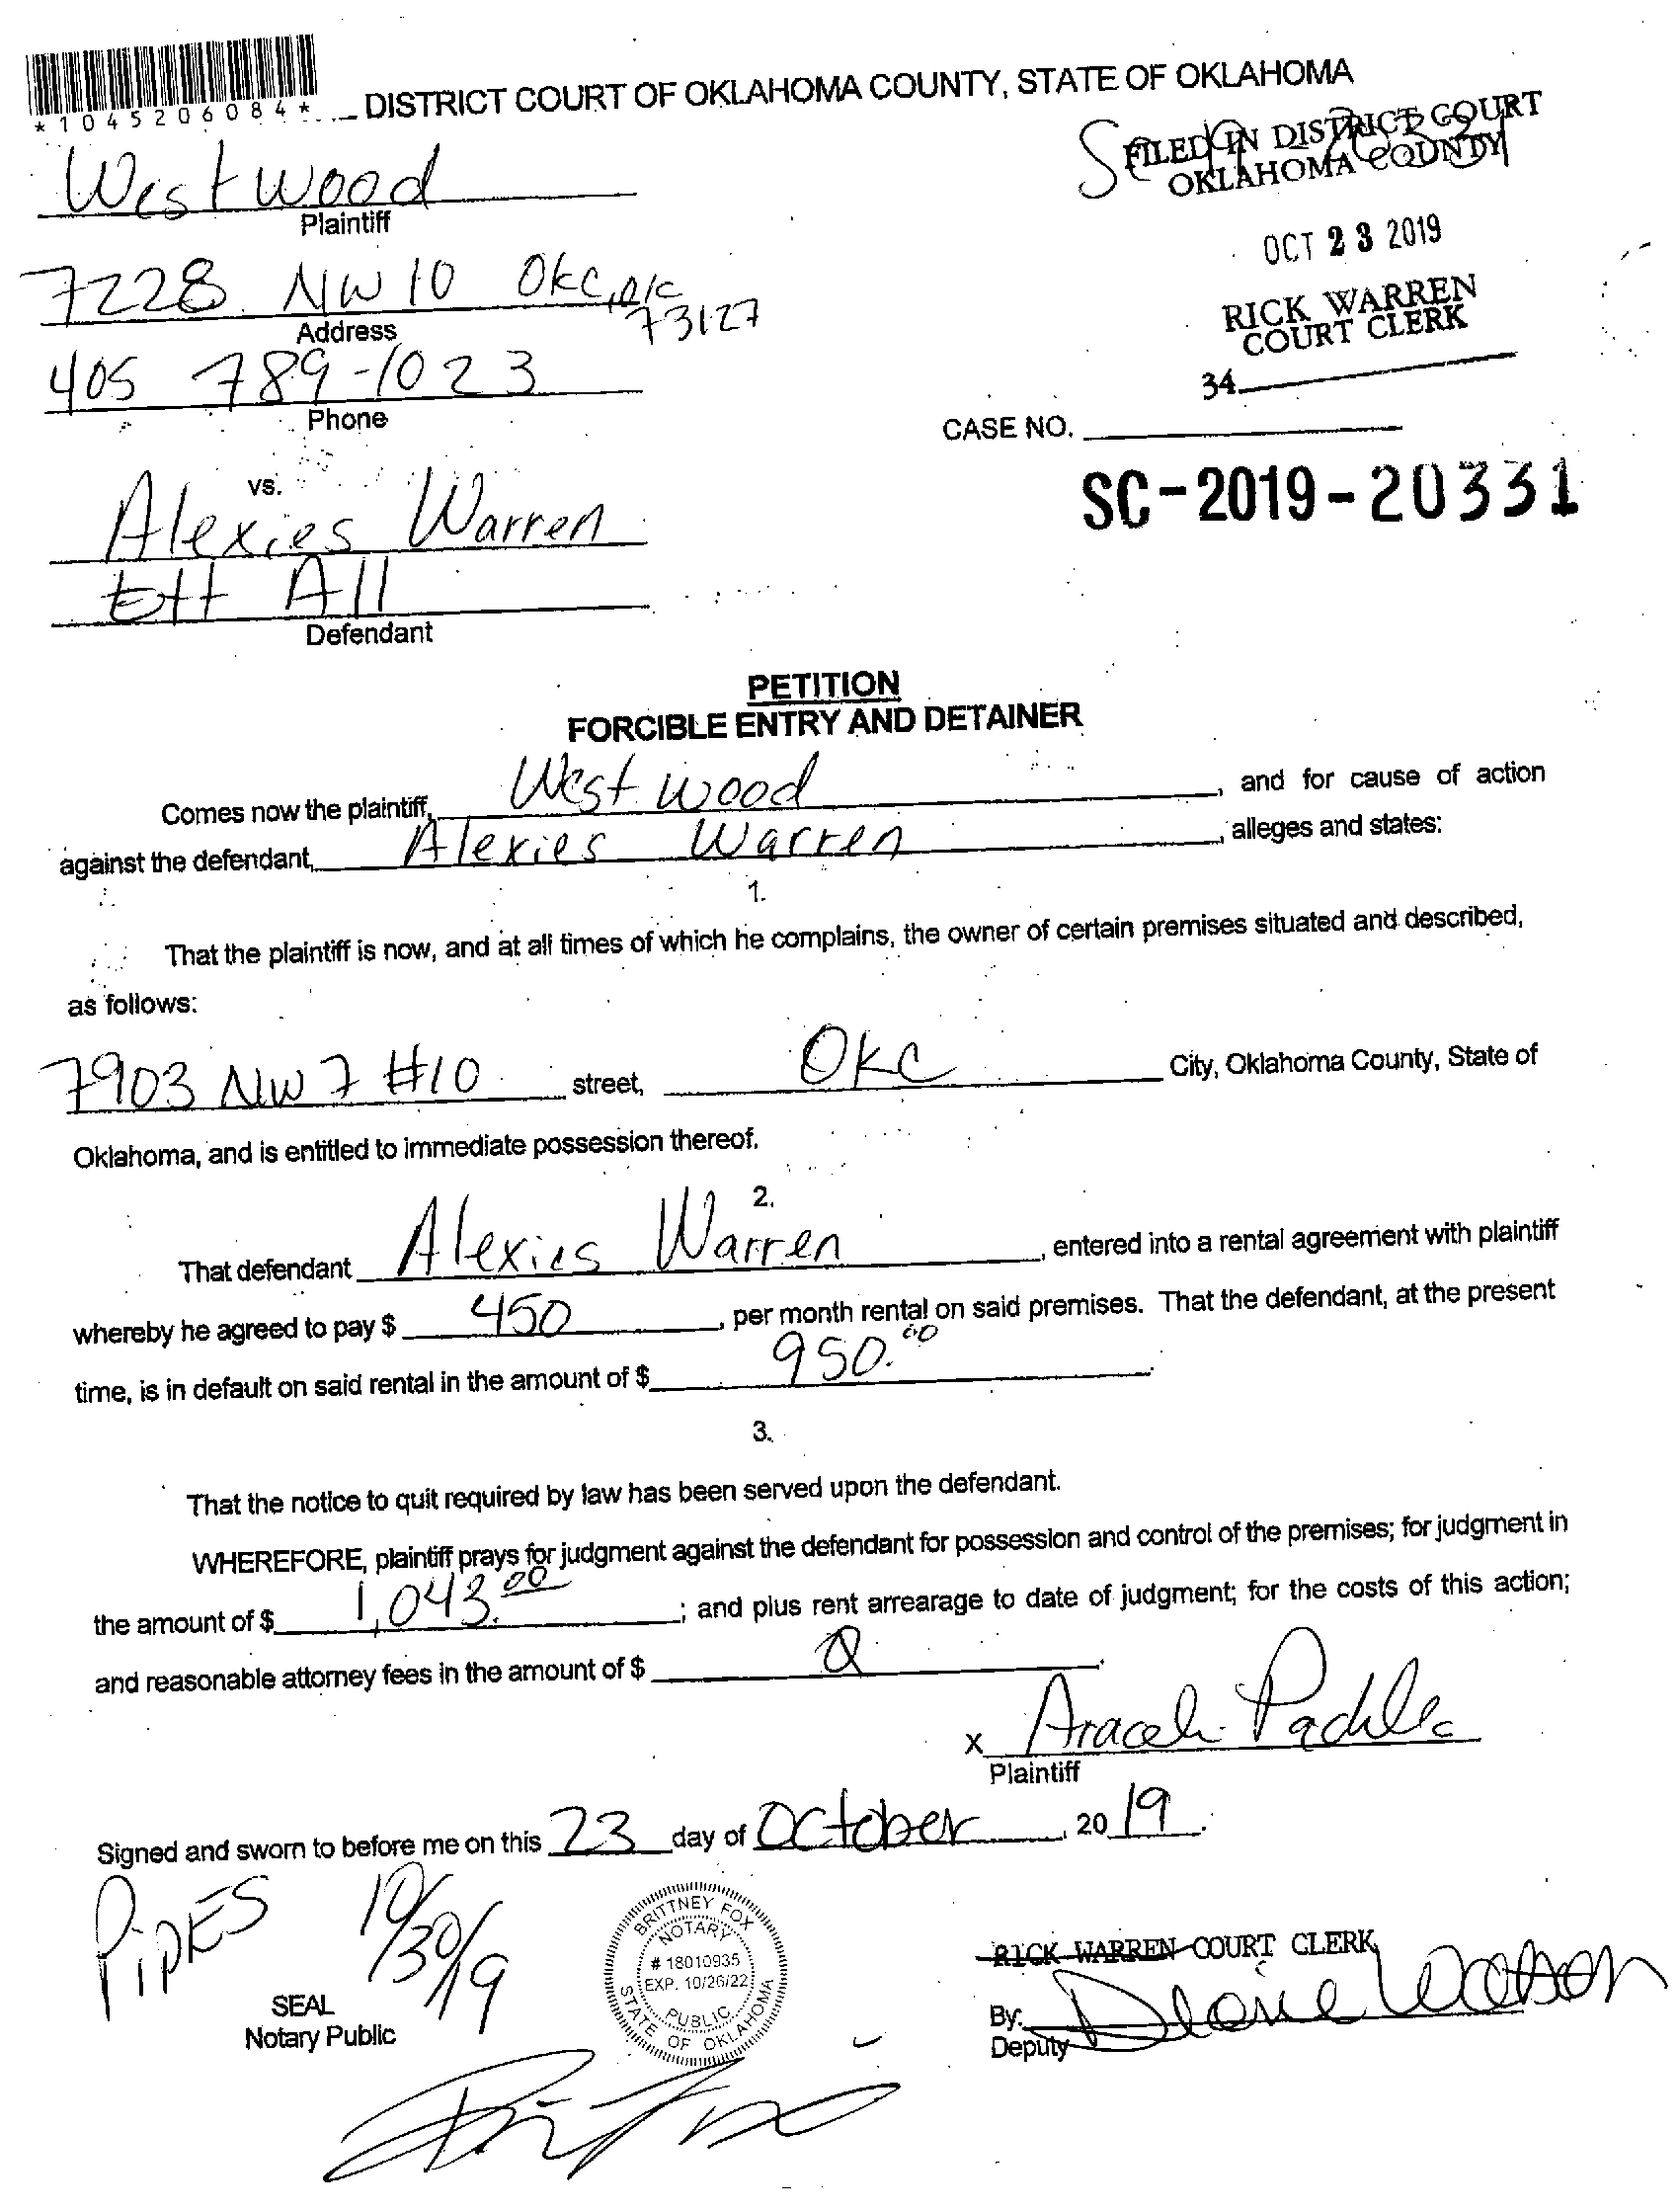 *1045206084*
DISTRICT COURT OF OKLAHOMA COUNTY, STATE OF OKLAHOMA
FILED IN DISTRICT COURT
OKLAHOMA COUNTY
Westwood
Plaintiff
OCT 23 2019
7228 NW 10 OKC, OK
73127
Address
RICK WARREN
COURT CLERK
34
405 789-1023
Phone
CASE NO.
SC-2019-20331
vs.
Alexies Warren
Ett All
Defendant
PETITION
FORCIBLE ENTRY AND DETAINER
Comes now the plaintiff, West wood, and for cause of action
against the defendant, Alexies Warren, alleges and states:
1.
That the plaintiff is now, and at all times of which he complains, the owner of certain premises situated and described,
as follows:
7903 NW 7 #10 street, OKC City, Oklahoma County, State of
Oklahoma, and is entitled to immediate possession thereof.
2.
That defendant Alexies Warren, entered into a rental agreement with plaintiff
whereby he agreed to pay $ 450, per month rental on said premises. That the defendant, at the present
time, is in default on said rental in the amount of $ 950.00.
3.
That the notice to quit required by law has been served upon the defendant.
WHEREFORE, plaintiff prays for judgment against the defendant for possession and control of the premises; for judgment in
the amount of $ 1,043.00; and plus rent arrearage to date of judgment; for the costs of this action;
and reasonable attorney fees in the amount of $
x Araceli Padilla
Plaintiff
Signed and sworn to before me on this 23 day of October, 20 19.
PIPES 10/30/19
BRITTNEY FOX
NOTARY
# 18010935
EXP. 10/26/22
PUBLIC
STATE OF OKLAHOMA
SEAL
Notary Public
RICK WARREN COURT CLERK
By:
Deputy